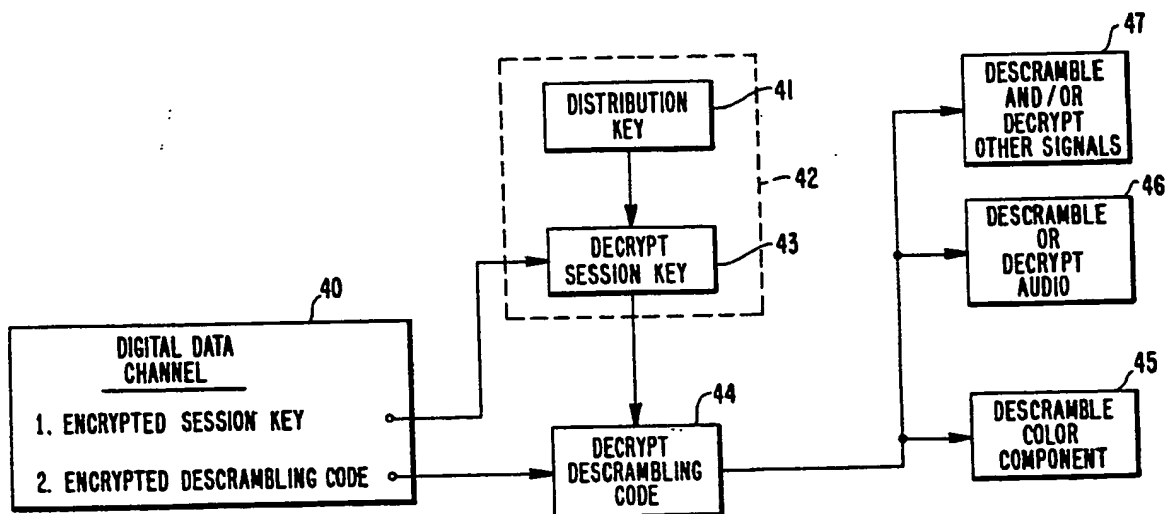 47
DESCRAMBLE
AND/OR
DECRYPT
OTHER SIGNALS
41
DISTRIBUTION
KEY
42
46
DESCRAMBLE
OR
DECRYPT
AUDIO
DECRYPT
SESSION KEY
43
40
DIGITAL DATA
CHANNEL
1. ENCRYPTED SESSION KEY
2. ENCRYPTED DESCRAMBLING CODE
44
DECRYPT
DESCRAMBLING
CODE
45
DESCRAMBLE
COLOR
COMPONENT